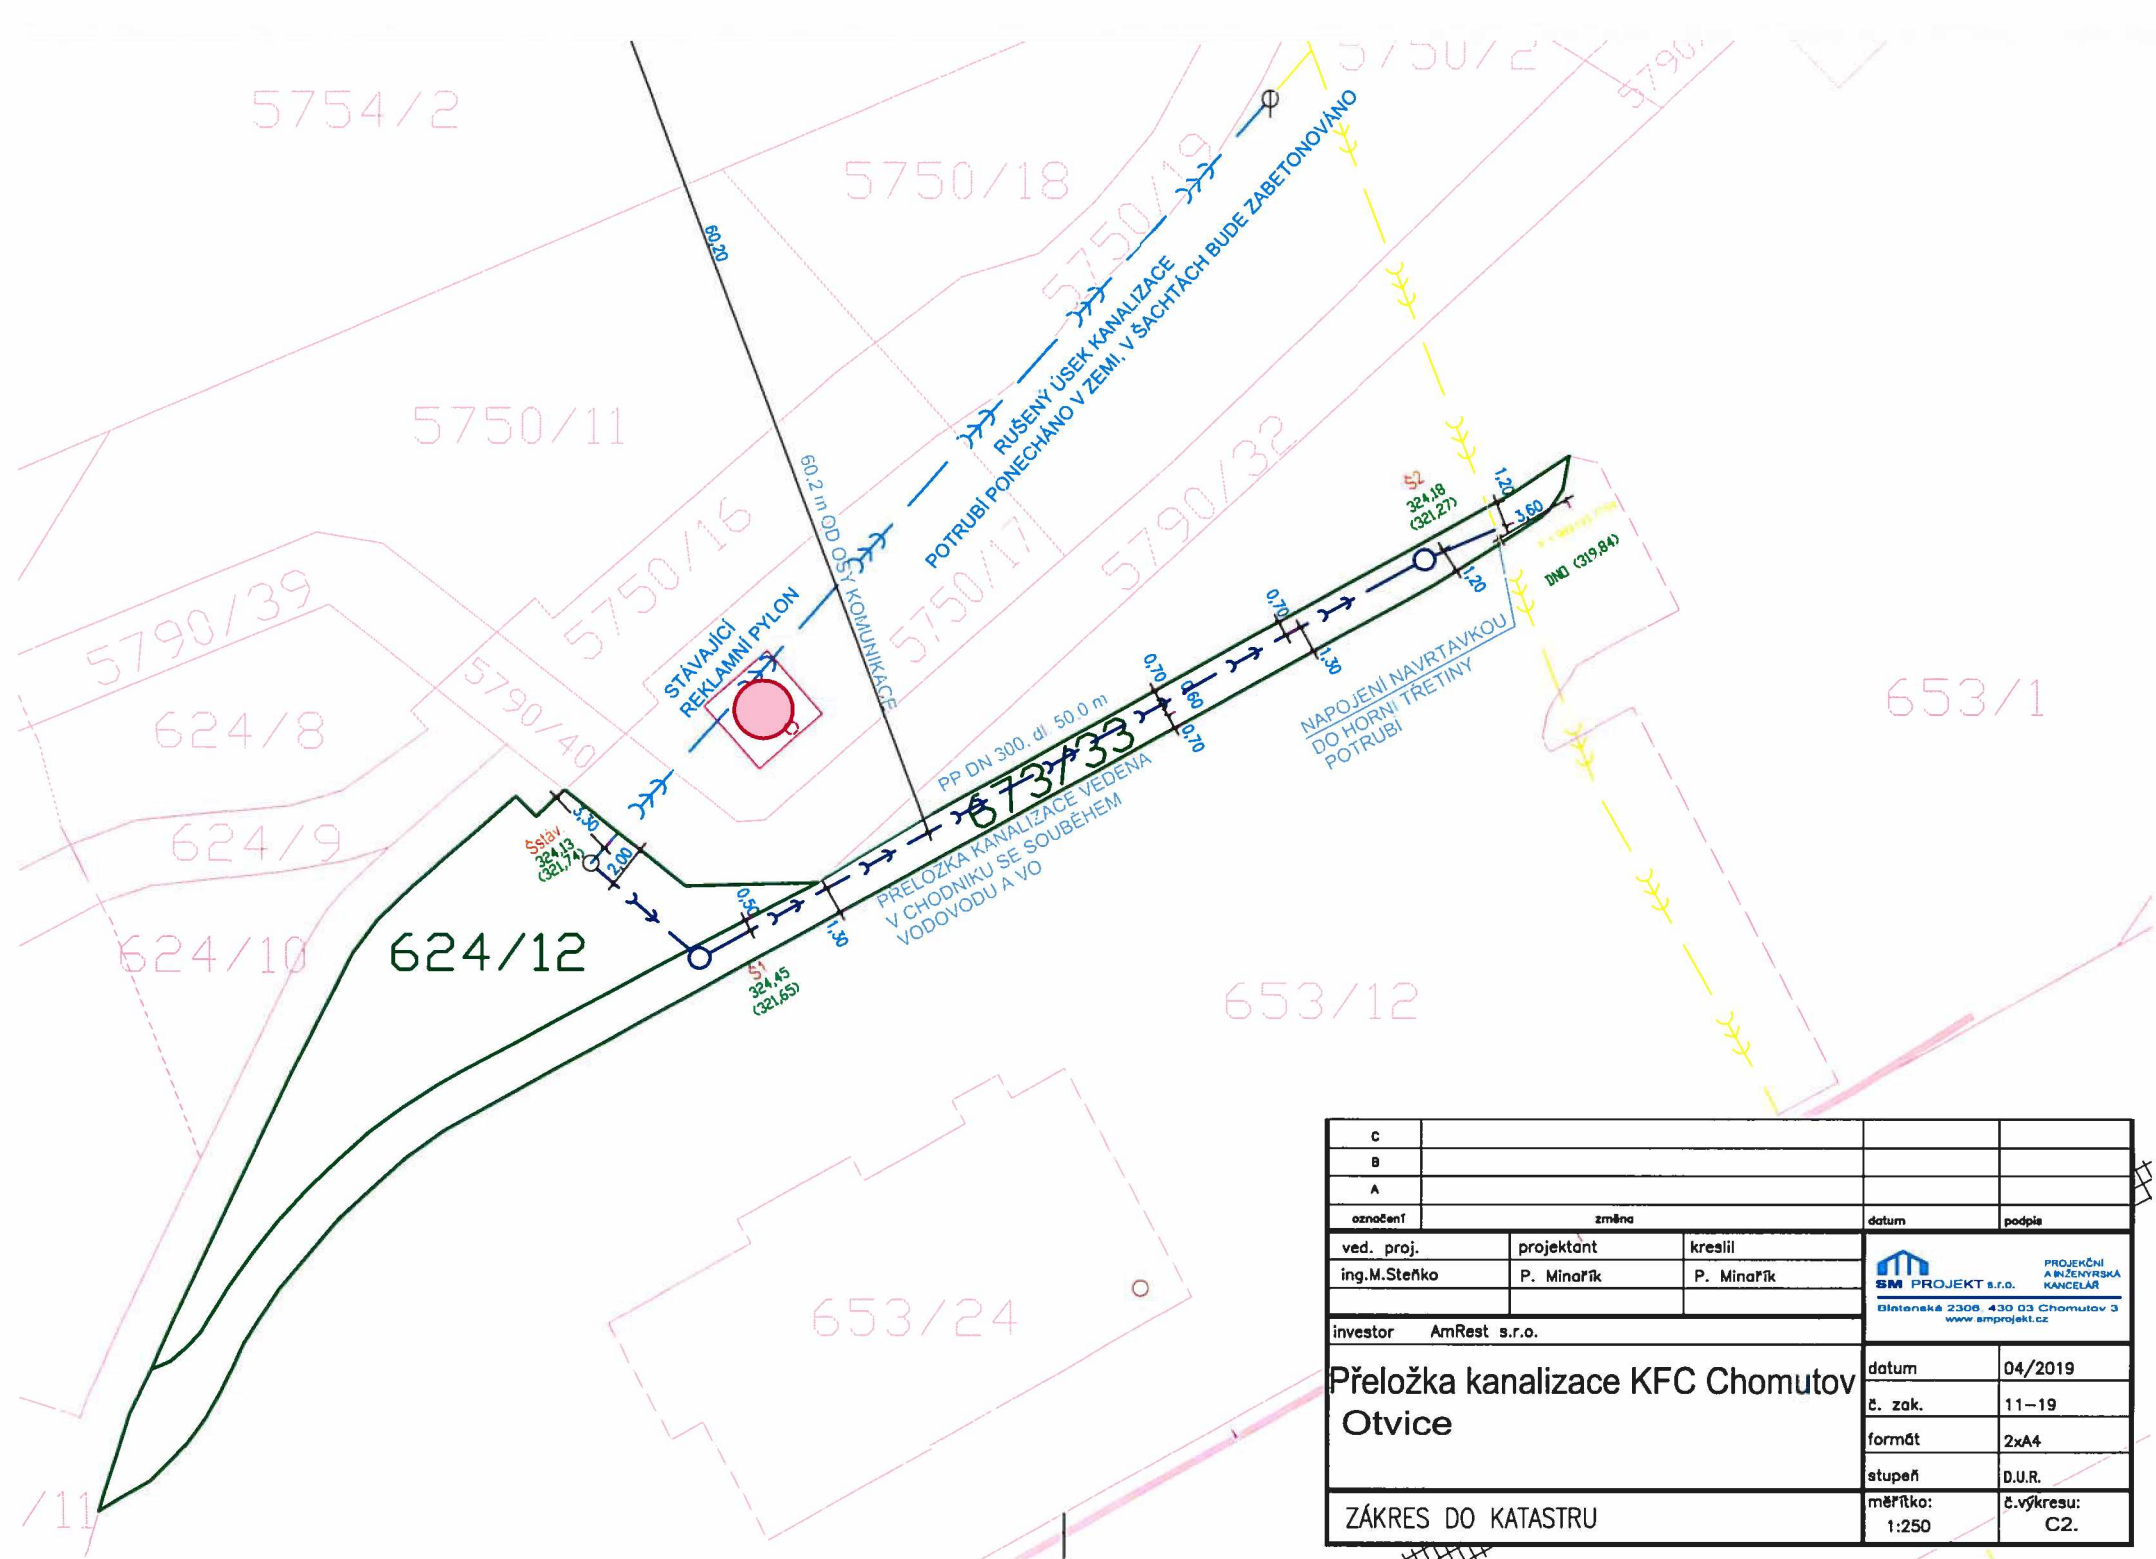 5754/2
5750/2
5790/
5750/18
5750/19
60,20
RUŠENÝ ÚSEK KANALIZACE
POTRUBÍ PONECHÁNO V ZEMI. V ŠACHTÁCH BUDE ZABETONOVÁNO
5750/11
60.2 m OD OSY KOMUNIKACE
5750/16
5750/17
5790/32
5790/39
5790/40
STÁVAJÍCÍ
REKLAMNÍ PYLON
Š2
324,18
(321,27)
1,20
3,60
1,20
DNO (319,84)
0,70
1,30
0,70
0,60
0,70
NAPOJENÍ NAVRTAVKOU
DO HORNI TŘETINY
POTRUBÍ
653/1
624/8
624/9
624/10
624/12
3,30
Šstáv.
324,13
(321,74)
2,00
0,50
1,30
Š1
324,45
(321,65)
PP DN 300. dl 50.0 m
673/33
PŘELOŽKA KANALIZACE VEDENA
V CHODNIKU SE SOUBĚHEM
VODOVODU A VO
653/12
653/24
/11
C
B
A
označení změna datum podpis
ved. proj. projektant kreslil
ing.M.Steňko P. Minařík P. Minařík
SM PROJEKT s.r.o.
PROJEKČNÍ
A INŽENÝRSKÁ
KANCELÁŘ
Blatenská 2306, 430 03 Chomutov 3
www.smprojekt.cz
investor AmRest s.r.o.
Přeložka kanalizace KFC Chomutov
Otvice
datum 04/2019
č. zak. 11-19
formát 2xA4
stupeň D.U.R.
ZÁKRES DO KATASTRU
měřítko: č.výkresu:
1:250 C2.